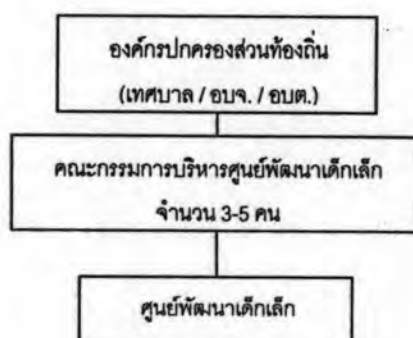 องค์กรปกครองส่วนท้องถิ่น
(เทศบาล / อบจ. / อบต.)
คณะกรรมการบริหารศูนย์พัฒนาเด็กเล็ก
จำนวน 3-5 คน
ศูนย์พัฒนาเด็กเล็ก